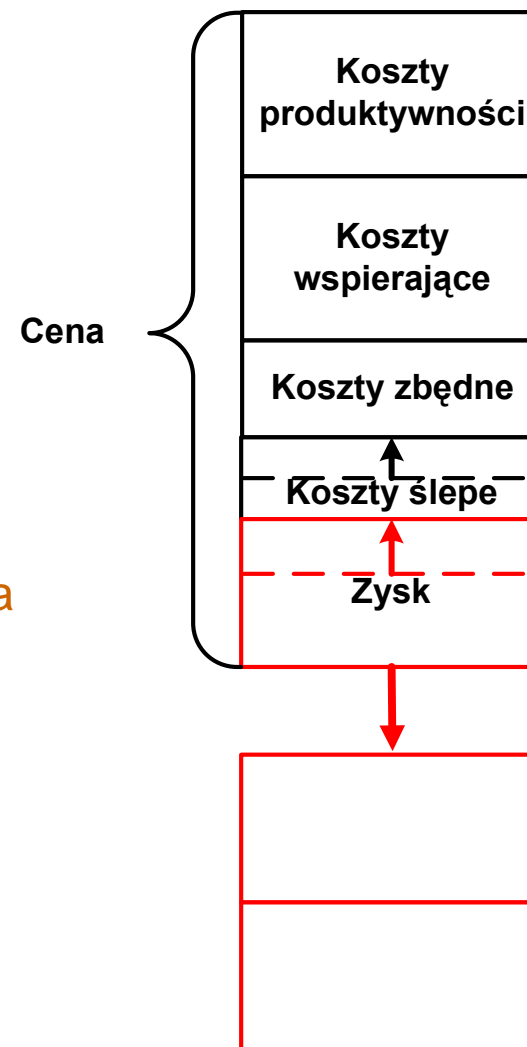 Koszty
produktywności
Koszty
wspierające
Cena
Koszty zbędne
Koszty ślepe
a
Zysk